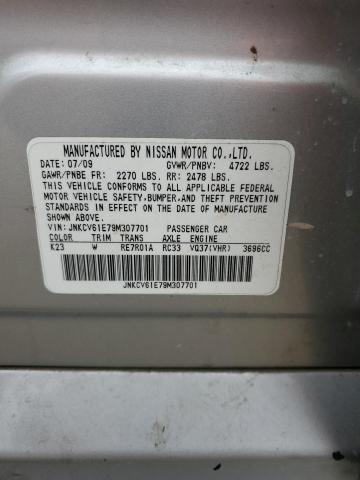 MANUFACTURED BY NISSAN MOTOR CO.,LTD.
DATE: 07/09 GVWR/PNBV: 4722 LBS.
GAWR/PNBE FR: 2270 LBS. RR: 2478 LBS.
THIS VEHICLE CONFORMS TO ALL APPLICABLE FEDERAL
MOTOR VEHICLE SAFETY, BUMPER, AND THEFT PREVENTION
STANDARDS IN EFFECT ON THE DATE OF MANUFACTURE
SHOWN ABOVE.
VIN: JNKCV61E79M307701 PASSENGER CAR
COLOR TRIM TRANS AXLE ENGINE
K23 W RE7R01A RC33 VQ37(VHR) 3696CC
JNKCV61E79M307701